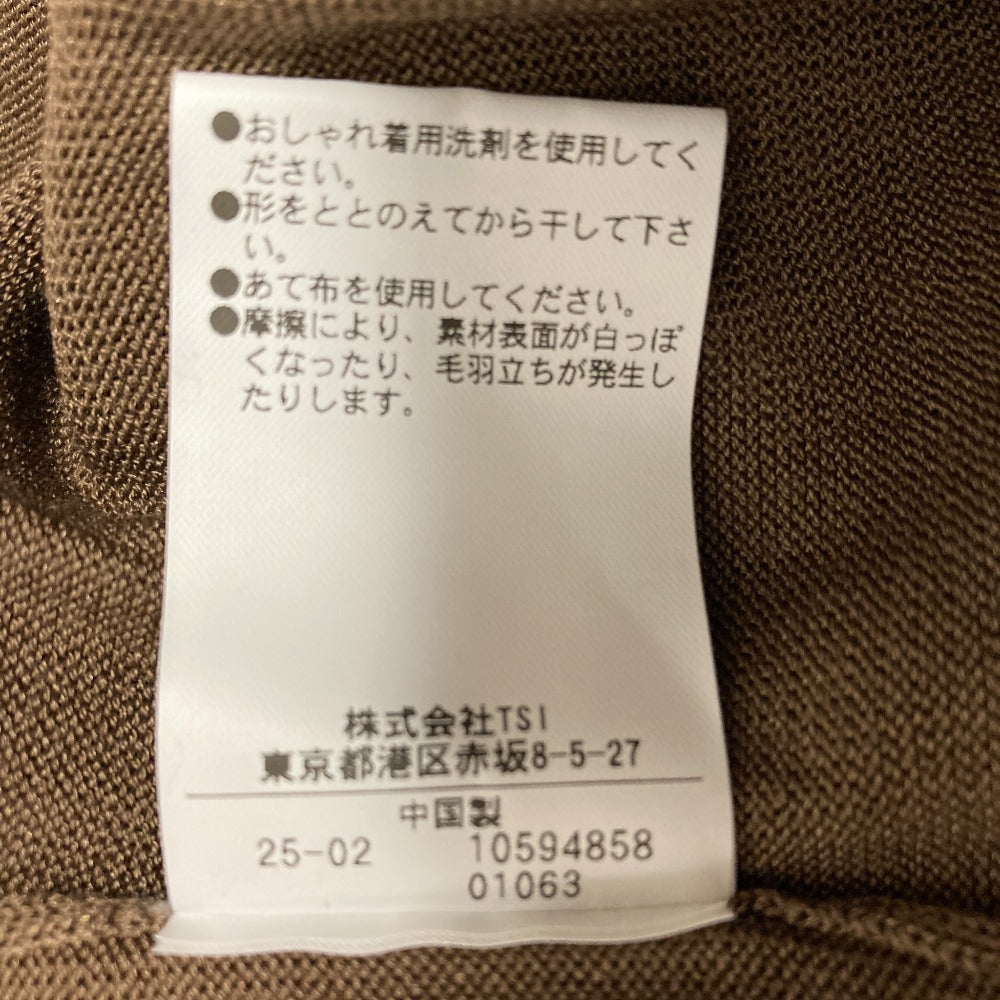 ●おしゃれ着用洗剤を使用してく
ださい。
●形をととのえてから干して下さ
い。
●あて布を使用してください。
●摩擦により、素材表面が白っぽ
くなったり、毛羽立ちが発生し
たりします。
株式会社TSI
東京都港区赤坂8-5-27
中国製
25-02 10594858
01063